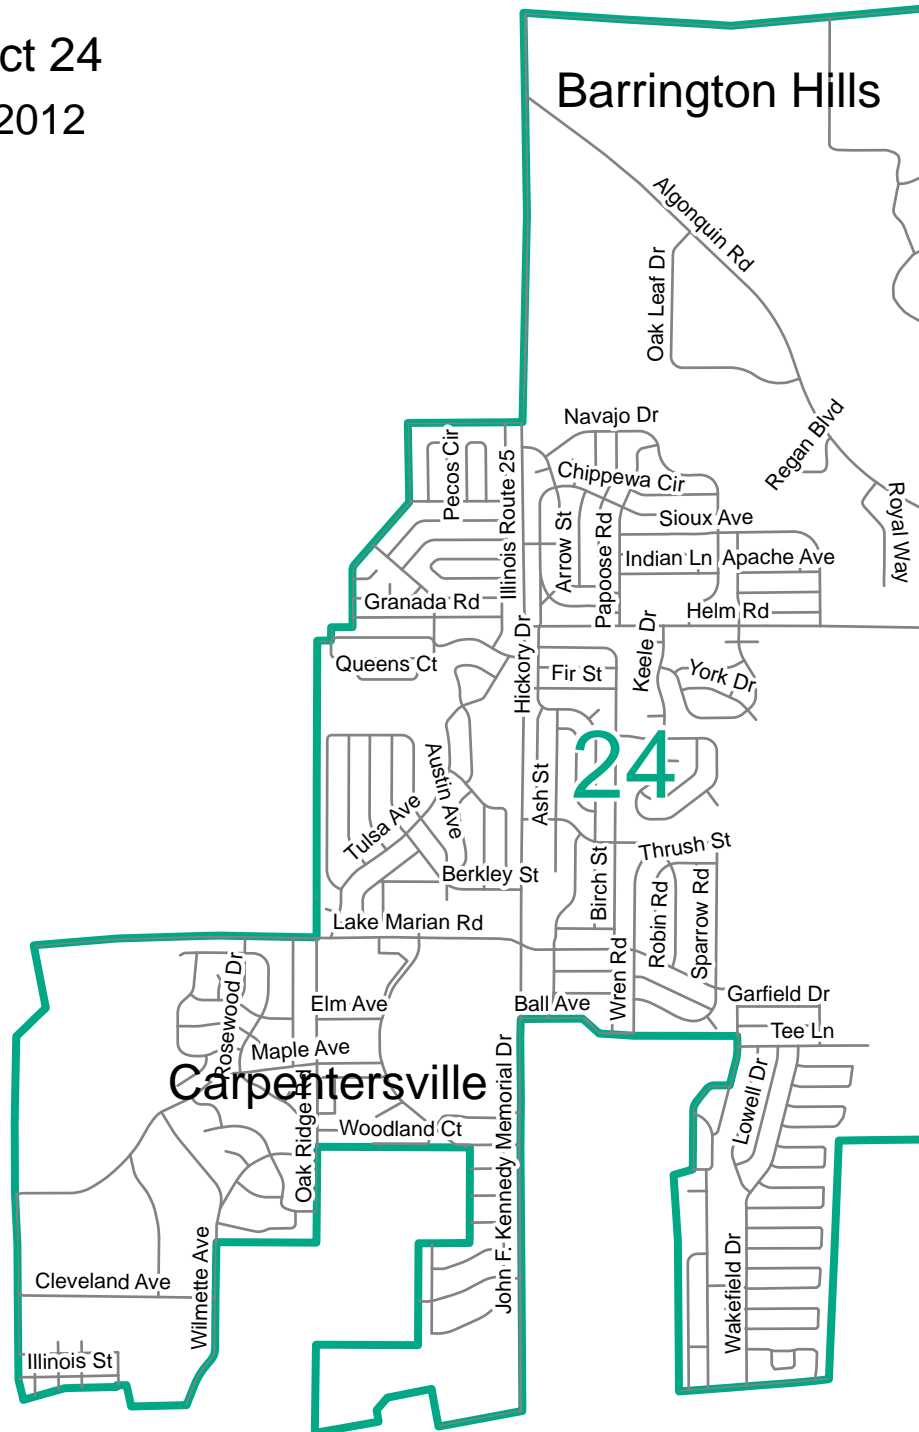 ct 24
2012
Barrington Hills
Algonquin Rd
Oak Leaf Dr
Regan Blvd
Royal Way
Navajo Dr
Pecos Cir
Illinois Route 25
Chippewa Cir
Arrow St
Papoose Rd
Sioux Ave
Indian Ln
Apache Ave
Granada Rd
Helm Rd
Hickory Dr
Keele Dr
Queens Ct
Fir St
York Dr
24
Austin Ave
Tulsa Ave
Ash St
Thrush St
Berkley St
Birch St
Robin Rd
Sparrow Rd
Lake Marian Rd
Wren Rd
Rosewood Dr
Elm Ave
Ball Ave
Garfield Dr
Tee Ln
Maple Ave
Carpentersville
Lowell Dr
Oak Ridge Rd
Woodland Ct
John F. Kennedy Memorial Dr
Wilmette Ave
Wakefield Dr
Cleveland Ave
Illinois St